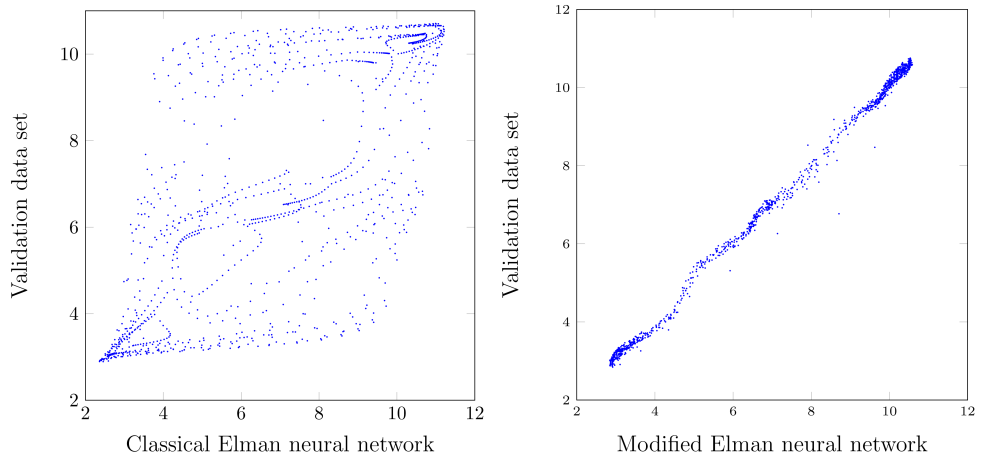 10
8
6
4
2
2 4 6 8 10 12
Validation data set
Classical Elman neural network
12
10
8
6
4
2
2 4 6 8 10 12
Validation data set
Modified Elman neural network